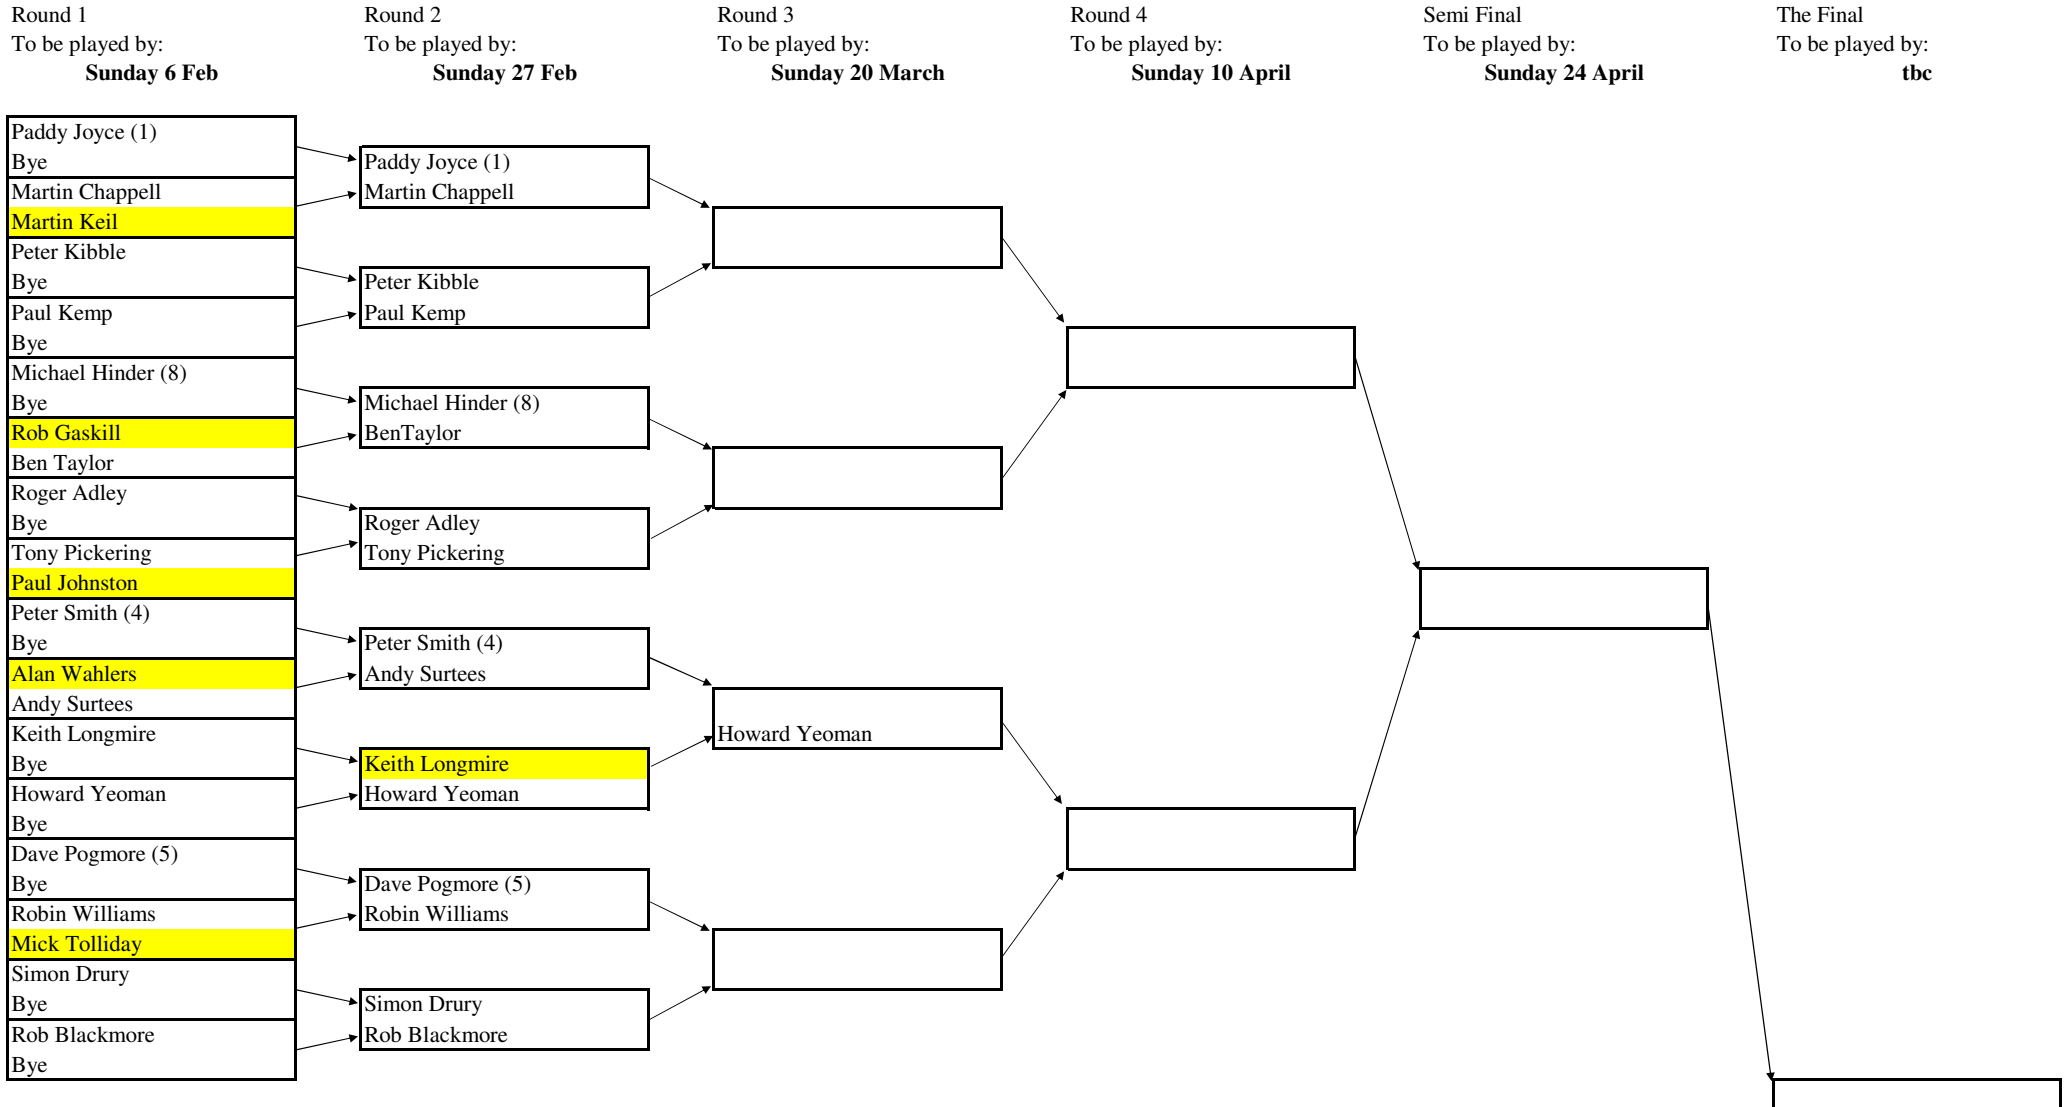 Round 1
To be played by:
Sunday 6 Feb
Round 2
To be played by:
Sunday 27 Feb
Round 3
To be played by:
Sunday 20 March
Round 4
To be played by:
Sunday 10 April
Semi Final
To be played by:
Sunday 24 April
The Final
To be played by:
tbc
Paddy Joyce (1)
Bye
Martin Chappell
Martin Keil
Peter Kibble
Bye
Paul Kemp
Bye
Michael Hinder (8)
Bye
Rob Gaskill
Ben Taylor
Roger Adley
Bye
Tony Pickering
Paul Johnston
Peter Smith (4)
Bye
Alan Wahlers
Andy Surtees
Keith Longmire
Bye
Howard Yeoman
Bye
Dave Pogmore (5)
Bye
Robin Williams
Mick Tolliday
Simon Drury
Bye
Rob Blackmore
Bye
Paddy Joyce (1)
Martin Chappell
Peter Kibble
Paul Kemp
Michael Hinder (8)
BenTaylor
Roger Adley
Tony Pickering
Peter Smith (4)
Andy Surtees
Keith Longmire
Howard Yeoman
Dave Pogmore (5)
Robin Williams
Simon Drury
Rob Blackmore
Howard Yeoman